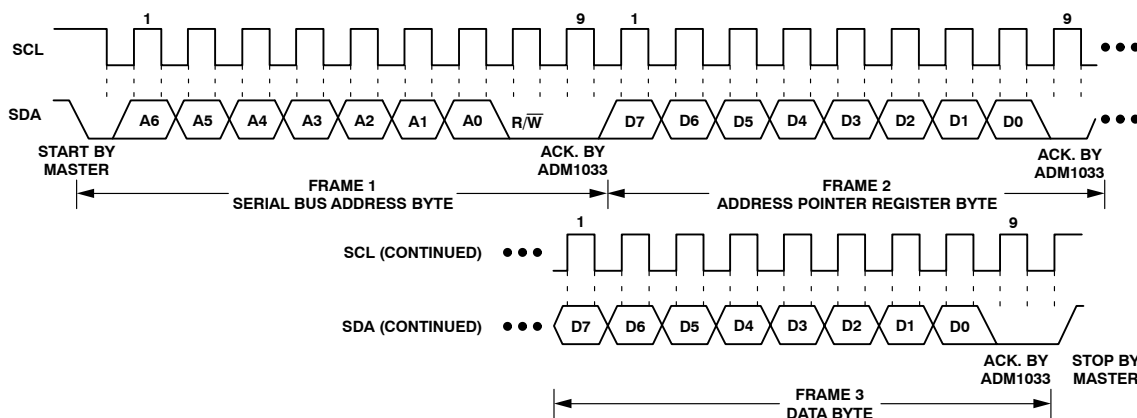 1 9 1 9
SCL
SDA A6 A5 A4 A3 A2 A1 A0 R/W̅ D7 D6 D5 D4 D3 D2 D1 D0
START BY
MASTER
ACK. BY
ADM1033
ACK. BY
ADM1033
FRAME 1
SERIAL BUS ADDRESS BYTE
FRAME 2
ADDRESS POINTER REGISTER BYTE
1 9
SCL (CONTINUED)
SDA (CONTINUED) D7 D6 D5 D4 D3 D2 D1 D0
ACK. BY
ADM1033
STOP BY
MASTER
FRAME 3
DATA BYTE